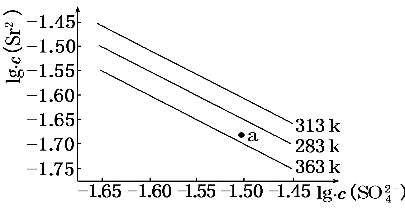 lg·c(Sr²)
−1.45
−1.50
−1.55
−1.60
−1.65
−1.70
−1.75
313 k
283 k
363 k
a
−1.65 −1.60 −1.55 −1.50 −1.45 lg·c(SO₄²⁻)